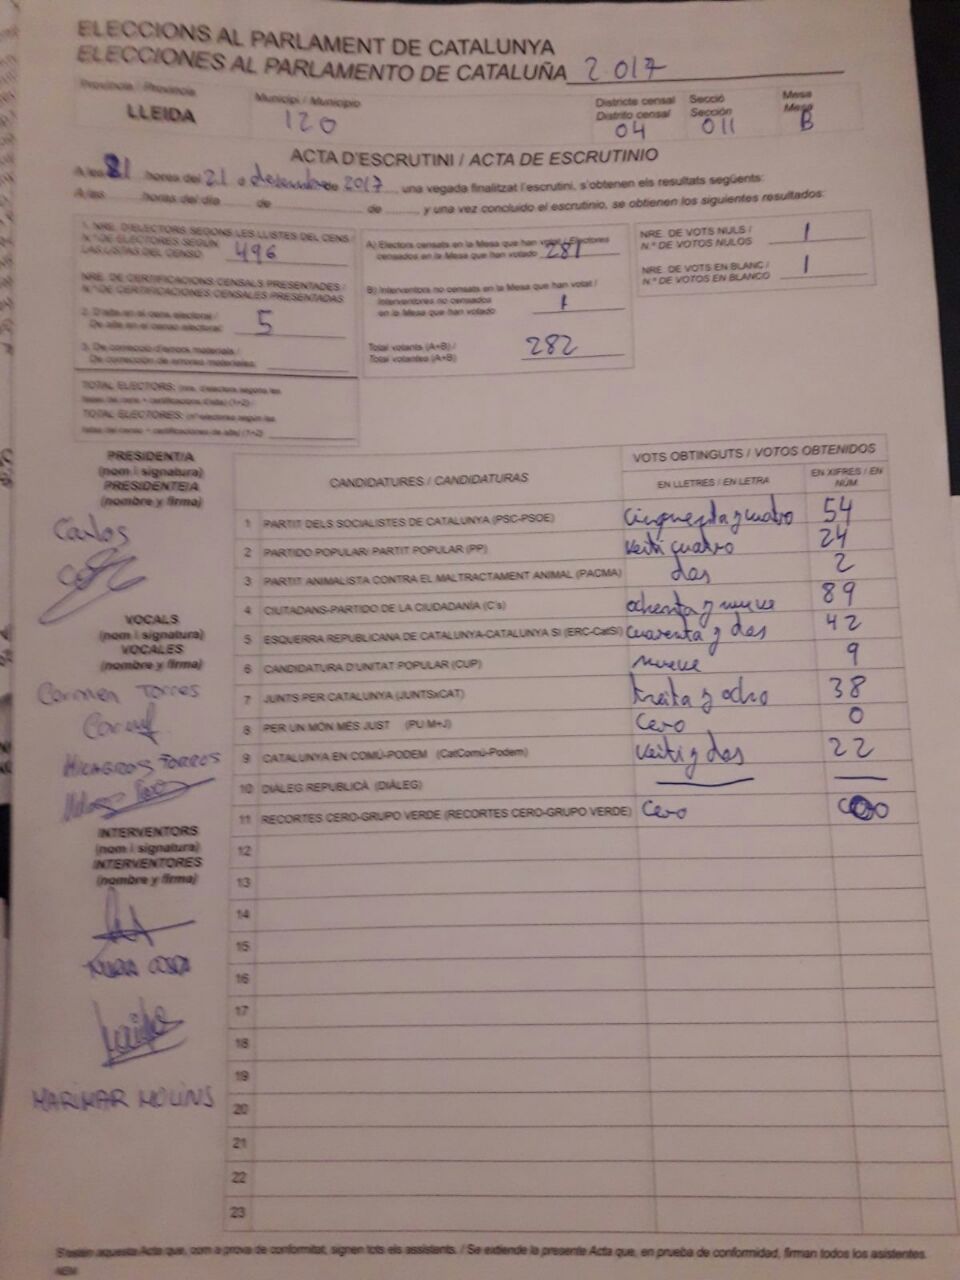 ELECCIONS AL PARLAMENT DE CATALUNYA
ELECCIONES AL PARLAMENTO DE CATALUÑA 2017
Província / Provincia
LLEIDA
Municipi / Municipio
120
Districte censal
Distrito censal
04
Secció
Sección
011
Mesa
Mesa
B
ACTA D'ESCRUTINI / ACTA DE ESCRUTINIO
A les 21 hores del 21 de 2017, una vegada finalitzat l'escrutini, s'obtenen els resultats següents:
A las horas del día de de , y una vez concluido el escrutinio, se obtienen los siguientes resultados:
1. NRE. D'ELECTORS SEGONS LES LLISTES DEL CENS /
N.º DE ELECTORES SEGÚN
LAS LISTAS DEL CENSO 496
NRE. DE CERTIFICACIONS CENSALS PRESENTADES /
N.º DE CERTIFICACIONES CENSALES PRESENTADAS
2. D'alta en el cens electoral /
De alta en el censo electoral: 5
3. De correcció d'errors materials /
De corrección de errores materiales:
TOTAL ELECTORS: (nre. d'electors segons les
llistes de cens + certificacions d'alta) (1+2) /
TOTAL ELECTORES: (nº electores según las
listas del censo + certificaciones de alta) (1+2)
A) Electors censats en la Mesa que han votat / Electores
censados en la Mesa que han votado 281
B) Interventors no censats en la Mesa que han votat /
Interventores no censados
en la Mesa que han votado 1
Total votants (A+B) /
Total votantes (A+B) 282
NRE. DE VOTS NULS /
N.º DE VOTOS NULOS 1
NRE. DE VOTS EN BLANC /
N.º DE VOTOS EN BLANCO 1
PRESIDENTIA
(nom i signatura)
PRESIDENTEIA
(nombre y firma)
Carlos
VOCALS
(nom i signatura)
VOCALES
(nombre y firma)
Carmen Torres
MILAGROS TORRES
INTERVENTORS
(nom i signatura)
INTERVENTORES
(nombre y firma)
MARIMAR MOLINS
CANDIDATURES / CANDIDATURAS
VOTS OBTINGUTS / VOTOS OBTENIDOS
EN LLETRES / EN LETRA
EN XIFRES / EN
NÚM.
1 PARTIT DELS SOCIALISTES DE CATALUNYA (PSC-PSOE) cinquenta y cuatro 54
2 PARTIDO POPULAR/ PARTIT POPULAR (PP) veiti cuatro 24
3 PARTIT ANIMALISTA CONTRA EL MALTRACTAMENT ANIMAL (PACMA) dos 2
4 CIUTADANS-PARTIDO DE LA CIUDADANÍA (C's) ochenta y nueve 89
5 ESQUERRA REPUBLICANA DE CATALUNYA-CATALUNYA SÍ (ERC-CatSí) cuarenta y dos 42
6 CANDIDATURA D'UNITAT POPULAR (CUP) nueve 9
7 JUNTS PER CATALUNYA (JUNTSxCAT) treita y ocho 38
8 PER UN MÓN MÉS JUST (PU M+J) cero 0
9 CATALUNYA EN COMÚ-PODEM (CatComú-Podem) veiti y dos 22
10 DIÀLEG REPUBLICÀ (DIÀLEG)
11 RECORTES CERO-GRUPO VERDE (RECORTES CERO-GRUPO VERDE) cero
12
13
14
15
16
17
18
19
20
21
22
23
S'estén aquesta Acta que, com a prova de conformitat, signen tots els assistents. / Se extiende la presente Acta que, en prueba de conformidad, firman todos los asistentes.